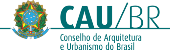 CAU/BR
Conselho de Arquitetura
e Urbanismo do Brasil